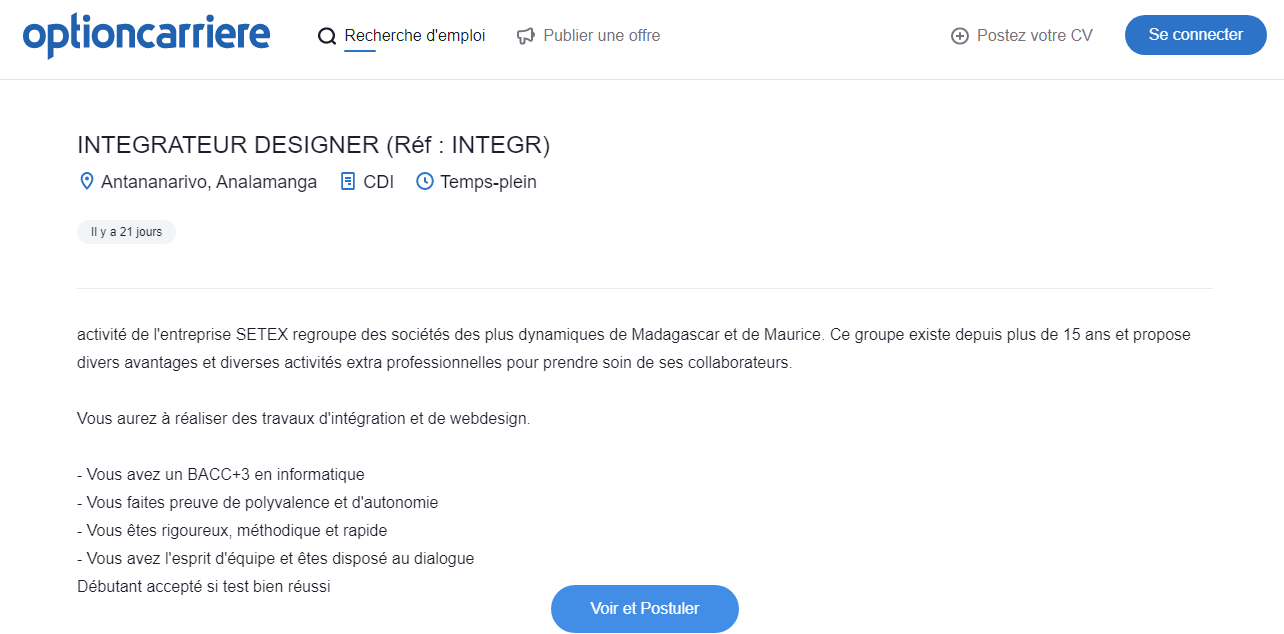 optioncarriere
Recherche d'emploi
Publier une offre
Postez votre CV
Se connecter
INTEGRATEUR DESIGNER (Réf : INTEGR)
Antananarivo, Analamanga CDI Temps-plein
Il y a 21 jours
activité de l'entreprise SETEX regroupe des sociétés des plus dynamiques de Madagascar et de Maurice. Ce groupe existe depuis plus de 15 ans et propose
divers avantages et diverses activités extra professionnelles pour prendre soin de ses collaborateurs.
Vous aurez à réaliser des travaux d'intégration et de webdesign.
- Vous avez un BACC+3 en informatique
- Vous faites preuve de polyvalence et d'autonomie
- Vous êtes rigoureux, méthodique et rapide
- Vous avez l'esprit d'équipe et êtes disposé au dialogue
Débutant accepté si test bien réussi
Voir et Postuler